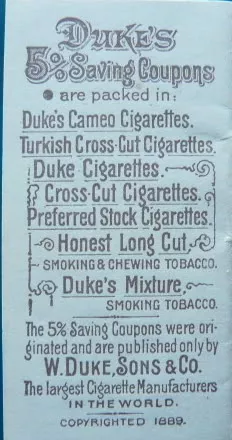 DUKE'S
5% Saving Coupons
are packed in:
Duke's Cameo Cigarettes.
Turkish Cross-Cut Cigarettes.
Duke Cigarettes.
Cross-Cut Cigarettes.
Preferred Stock Cigarettes.
Honest Long Cut,
SMOKING & CHEWING TOBACCO.
Duke's Mixture,
SMOKING TOBACCO.
The 5% Saving Coupons were ori-
ginated and are published only by
W. DUKE, SONS & CO.
The largest Cigarette Manufacturers
IN THE WORLD.
COPYRIGHTED 1889.